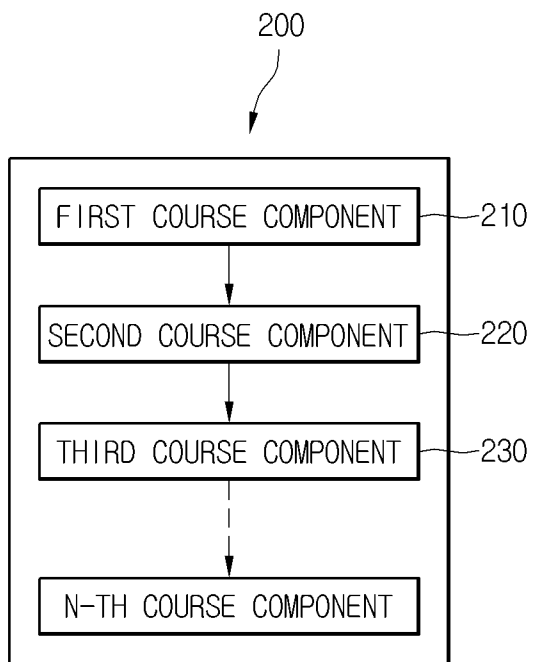 200
FIRST COURSE COMPONENT 210
SECOND COURSE COMPONENT 220
THIRD COURSE COMPONENT 230
N-TH COURSE COMPONENT